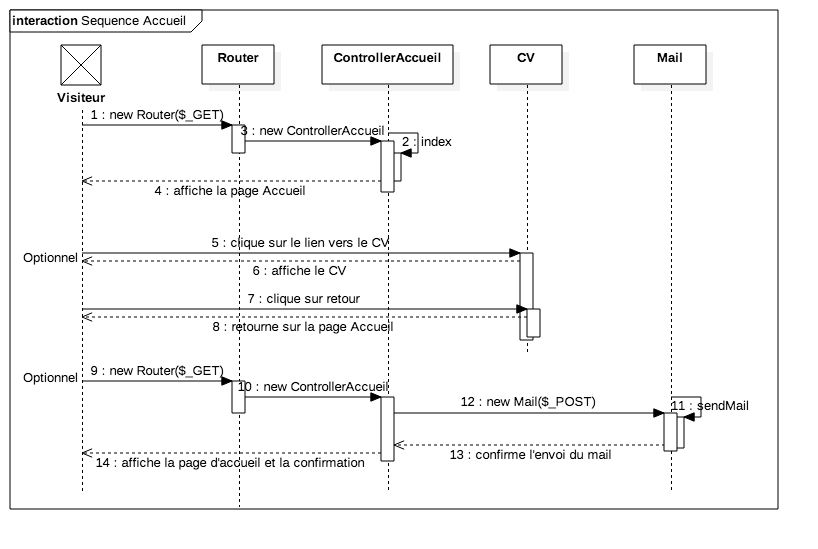 interaction Sequence Accueil
Router
ControllerAccueil
CV
Mail
Visiteur
1 : new Router($_GET)
3 : new ControllerAccueil
2 : index
4 : affiche la page Accueil
5 : clique sur le lien vers le CV
Optionnel
6 : affiche le CV
7 : clique sur retour
8 : retourne sur la page Accueil
9 : new Router($_GET)
Optionnel
10 : new ControllerAccueil
12 : new Mail($_POST)
11 : sendMail
13 : confirme l'envoi du mail
14 : affiche la page d'accueil et la confirmation